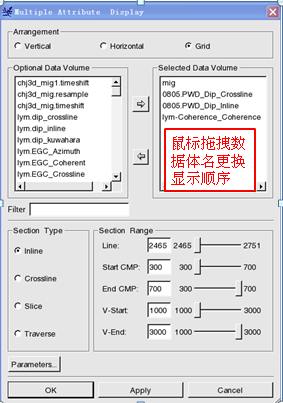 Multiple Attribute Display
Arrangement
Vertical
Horizontal
Grid
Optional Data Volume
chj3d_mig1.timeshift
chj3d_mig.resample
chj3d_mig.timeshift
lym.dip_crossline
lym.dip_inline
lym.dip_kuwahara
lym.EGC_Azimuth
lym.EGC_Coherent
lym.EGC_Crossline
Selected Data Volume
mig
0805.PWD_Dip_Crossline
0805.PWD_Dip_Inline
lym-Coherence_Coherence
鼠标拖拽数
据体名更换
显示顺序
Filter
Section Type
Inline
Crossline
Slice
Traverse
Section Range
Line: 2465 2465 2751
Start CMP: 300 300 700
End CMP: 700 300 700
V-Start: 1000 1000 3000
V-End: 3000 1000 3000
Parameters...
OK Apply Cancel